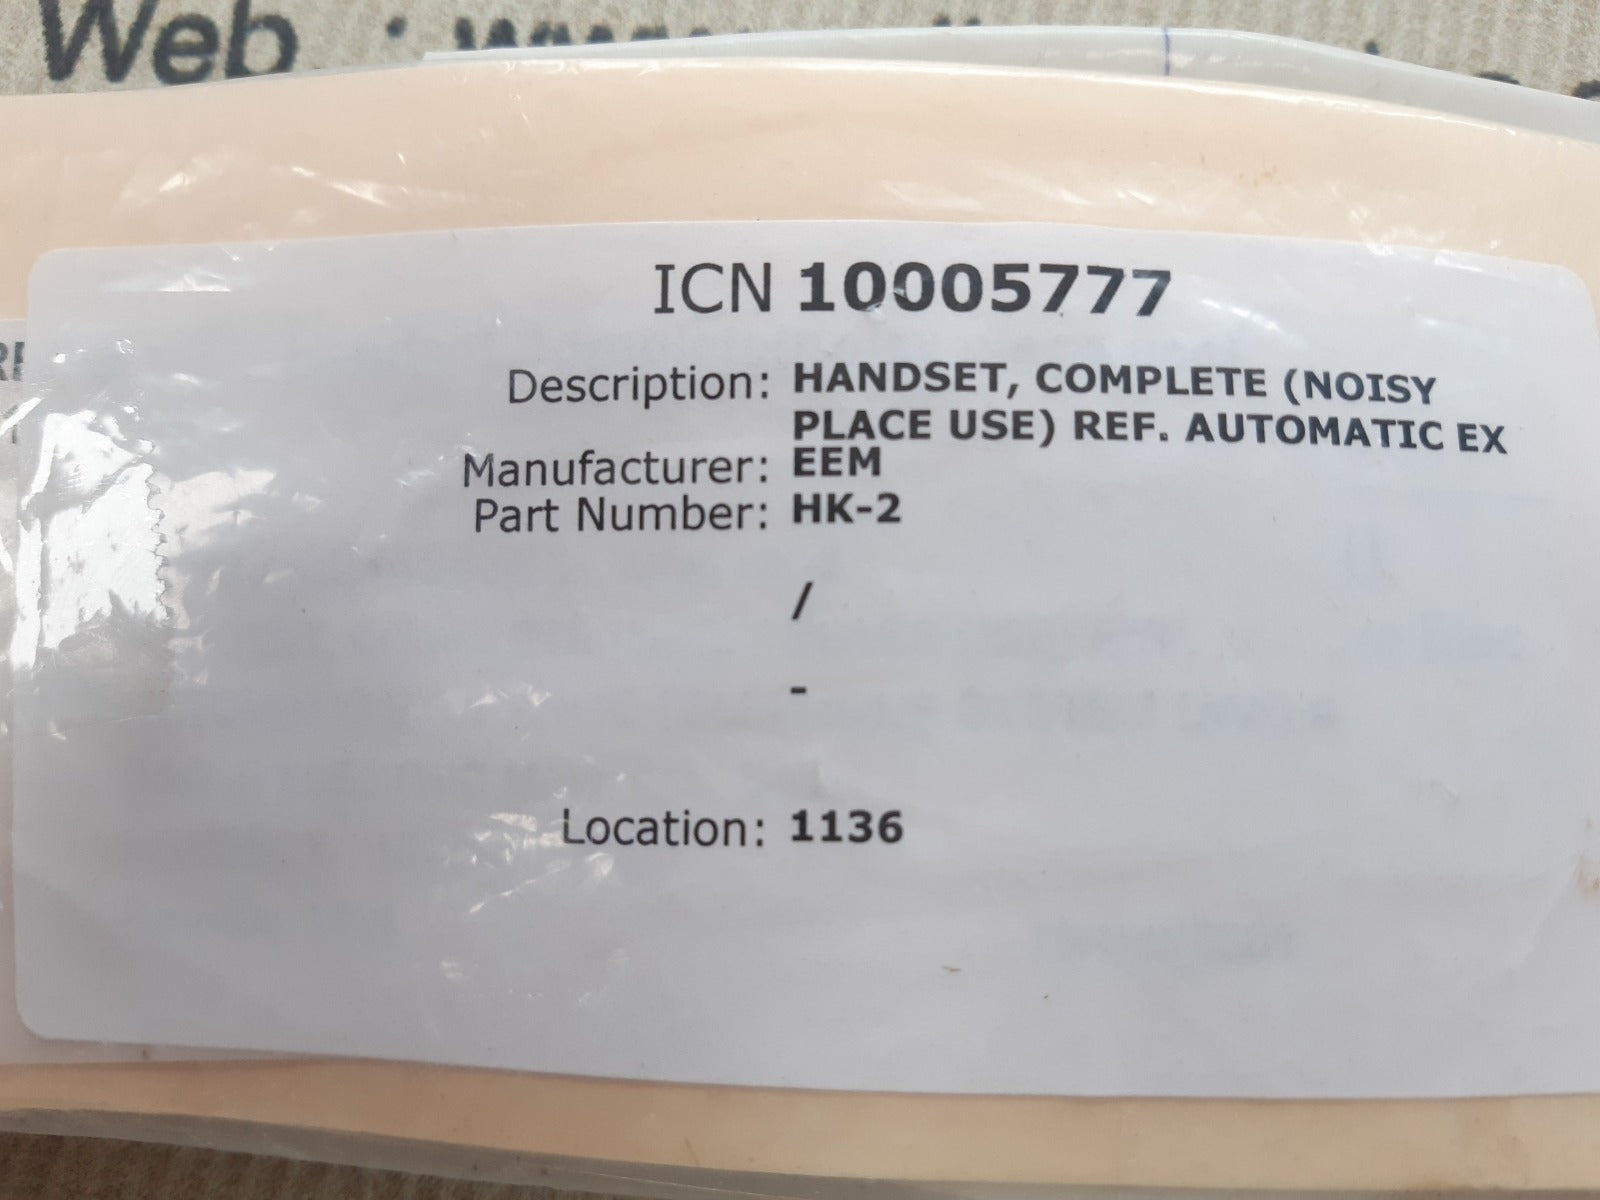 Web :
ICN 10005777
Description: HANDSET, COMPLETE (NOISY
PLACE USE) REF. AUTOMATIC EX
Manufacturer: EEM
Part Number: HK-2
/
-
Location: 1136